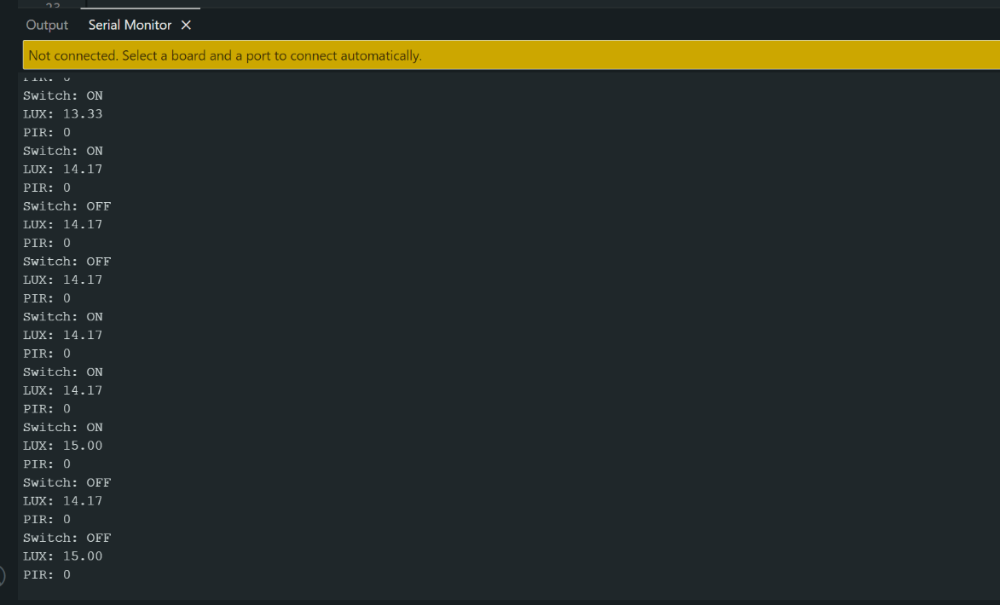 23
Output Serial Monitor
Not connected. Select a board and a port to connect automatically.
PIR: 0
Switch: ON
LUX: 13.33
PIR: 0
Switch: ON
LUX: 14.17
PIR: 0
Switch: OFF
LUX: 14.17
PIR: 0
Switch: OFF
LUX: 14.17
PIR: 0
Switch: ON
LUX: 14.17
PIR: 0
Switch: ON
LUX: 14.17
PIR: 0
Switch: ON
LUX: 15.00
PIR: 0
Switch: OFF
LUX: 14.17
PIR: 0
Switch: OFF
LUX: 15.00
PIR: 0